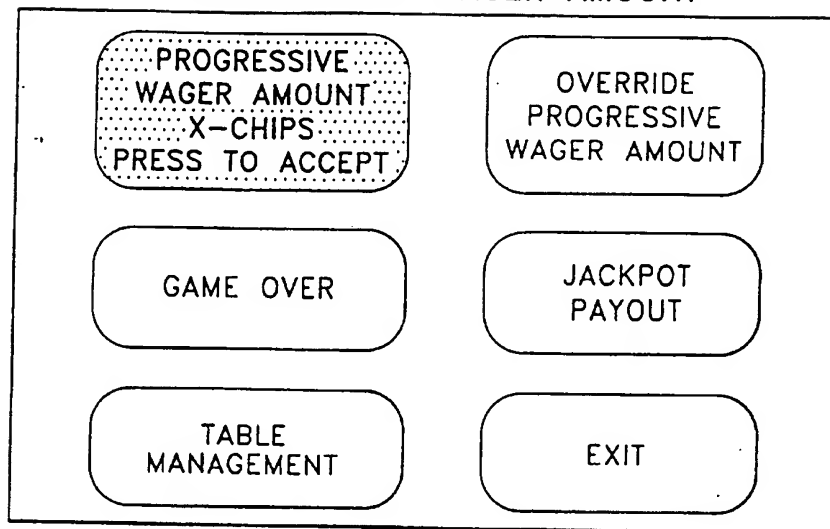 PROGRESSIVE
WAGER AMOUNT
X-CHIPS
PRESS TO ACCEPT
OVERRIDE
PROGRESSIVE
WAGER AMOUNT
GAME OVER
JACKPOT
PAYOUT
TABLE
MANAGEMENT
EXIT